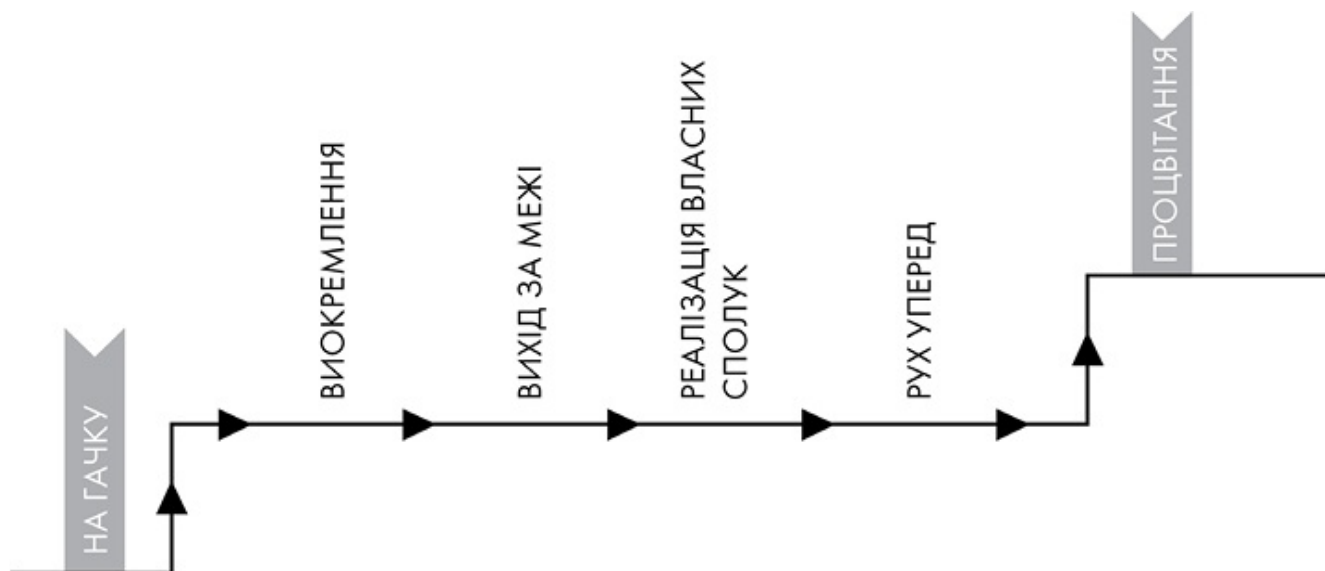 НА ГАЧКУ
ВИОКРЕМЛЕННЯ
ВИХІД ЗА МЕЖІ
РЕАЛІЗАЦІЯ ВЛАСНИХ
СПОЛУК
РУХ УПЕРЕД
ПРОЦВІТАННЯ